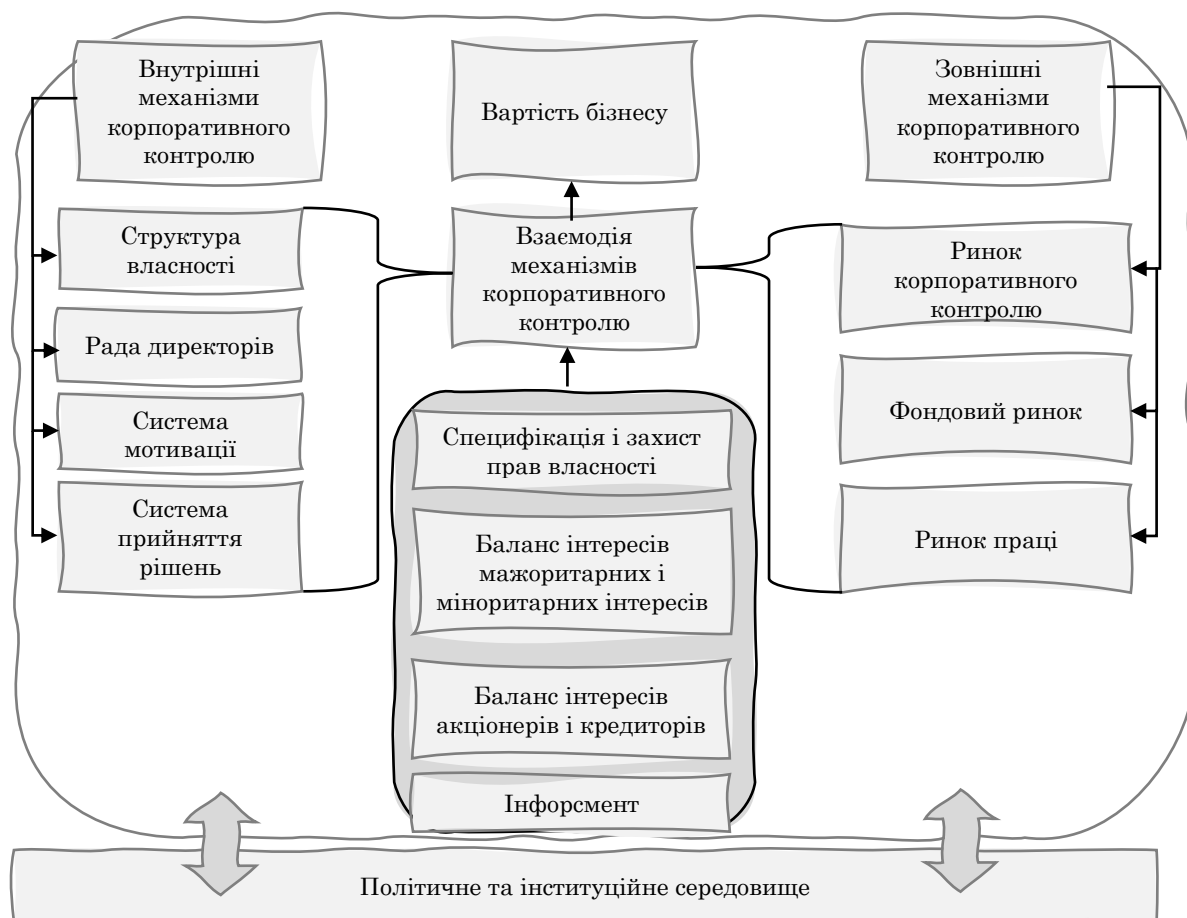 Внутрішні
механізми
корпоративного
контролю
Вартість бізнесу
Зовнішні
механізми
корпоративного
контролю
Структура
власності
Рада директорів
Система
мотивації
Система
прийняття
рішень
Взаємодія
механізмів
корпоративного
контролю
Специфікація і захист
прав власності
Баланс інтересів
мажоритарних і
міноритарних інтересів
Баланс інтересів
акціонерів і кредиторів
Інфорсмент
Ринок
корпоративного
контролю
Фондовий ринок
Ринок праці
Політичне та інституційне середовище